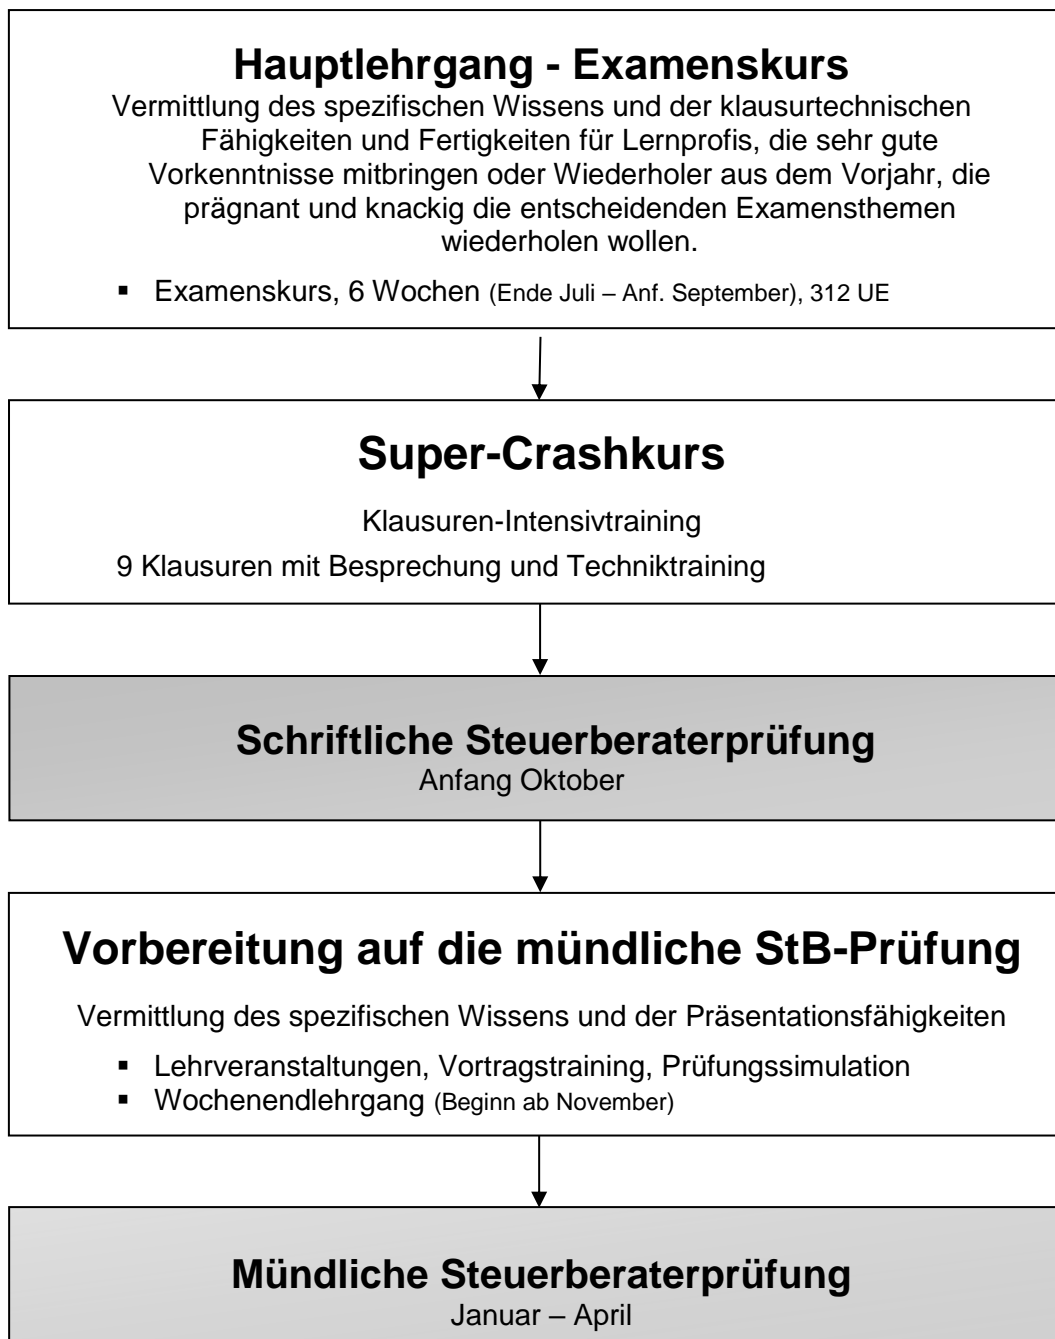 Hauptlehrgang - Examenskurs
Vermittlung des spezifischen Wissens und der klausurtechnischen
Fähigkeiten und Fertigkeiten für Lernprofis, die sehr gute
Vorkenntnisse mitbringen oder Wiederholer aus dem Vorjahr, die
prägnant und knackig die entscheidenden Examensthemen
wiederholen wollen.
▪ Examenskurs, 6 Wochen (Ende Juli – Anf. September), 312 UE
Super-Crashkurs
Klausuren-Intensivtraining
9 Klausuren mit Besprechung und Techniktraining
Schriftliche Steuerberaterprüfung
Anfang Oktober
Vorbereitung auf die mündliche StB-Prüfung
Vermittlung des spezifischen Wissens und der Präsentationsfähigkeiten
▪ Lehrveranstaltungen, Vortragstraining, Prüfungssimulation
▪ Wochenendlehrgang (Beginn ab November)
Mündliche Steuerberaterprüfung
Januar – April